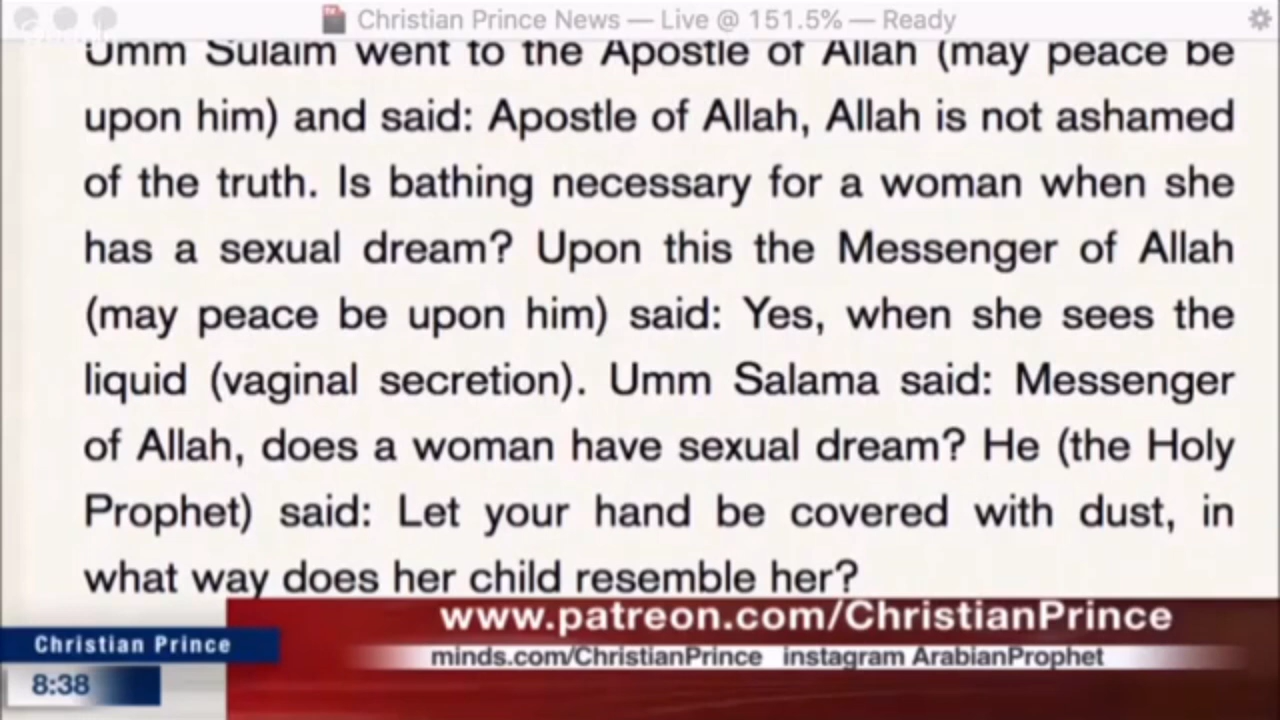 Christian Prince News — Live @ 151.5% — Ready
Umm Sulaim went to the Apostle of Allah (may peace be
upon him) and said: Apostle of Allah, Allah is not ashamed
of the truth. Is bathing necessary for a woman when she
has a sexual dream? Upon this the Messenger of Allah
(may peace be upon him) said: Yes, when she sees the
liquid (vaginal secretion). Umm Salama said: Messenger
of Allah, does a woman have sexual dream? He (the Holy
Prophet) said: Let your hand be covered with dust, in
what way does her child resemble her?
www.patreon.com/ChristianPrince
Christian Prince
minds.com/ChristianPrince instagram ArabianProphet
8:38